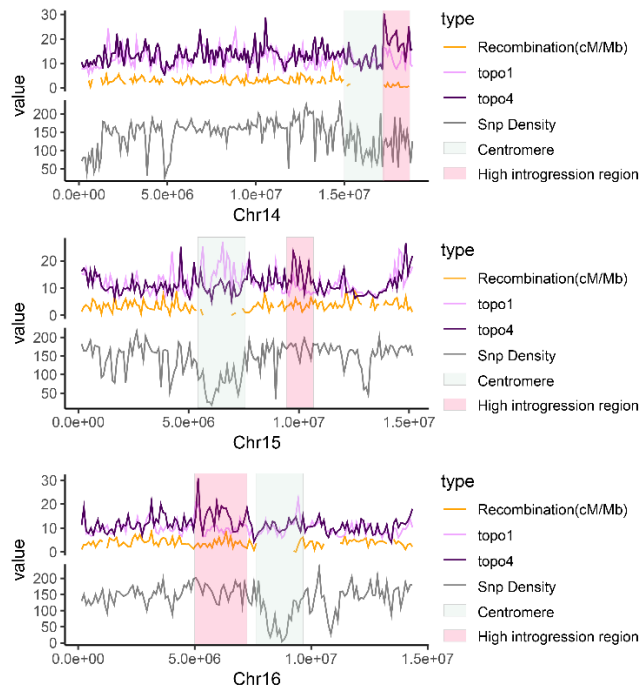 type
Recombination(cM/Mb)
topo1
topo4
Snp Density
Centromere
High introgression region
value
30
20
10
0
200
150
100
50
0.0e+00 5.0e+06 1.0e+07 1.5e+07
Chr14
type
Recombination(cM/Mb)
topo1
topo4
Snp Density
Centromere
High introgression region
value
20
10
0
200
150
100
50
0.0e+00 5.0e+06 1.0e+07 1.5e+07
Chr15
type
Recombination(cM/Mb)
topo1
topo4
Snp Density
Centromere
High introgression region
value
30
20
10
0
200
150
100
50
0
0.0e+00 5.0e+06 1.0e+07 1.5e+07
Chr16